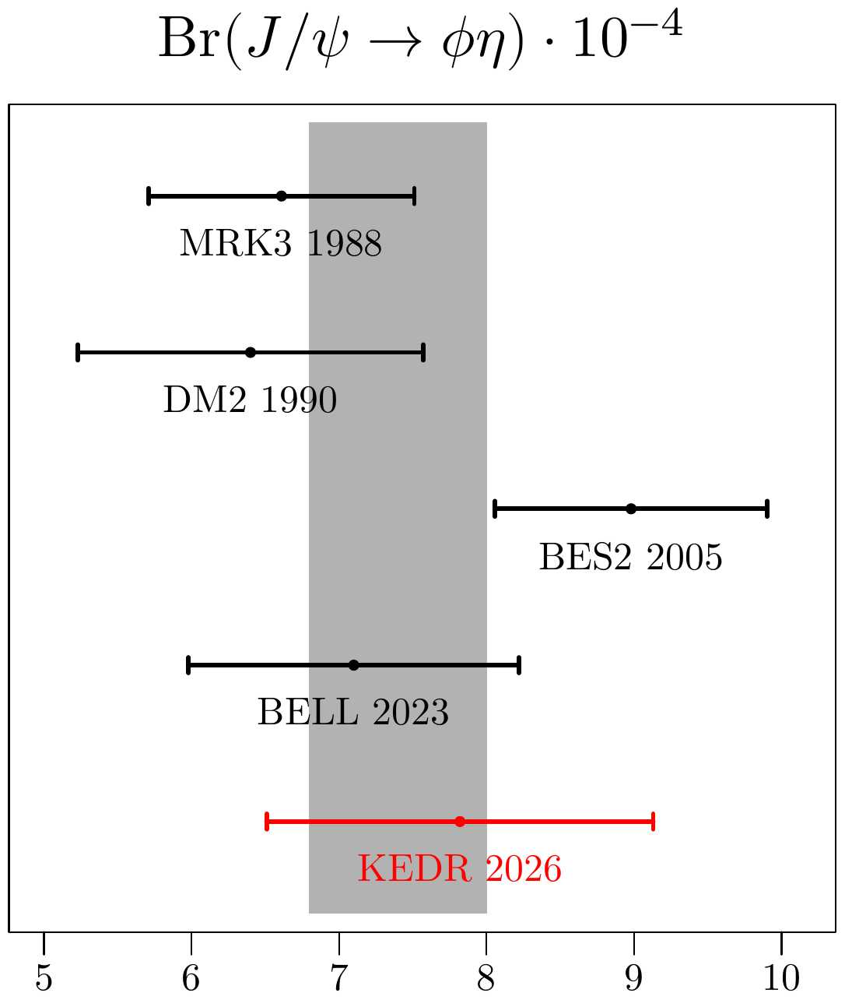 Br(J/ψ → ϕη) · 10⁻⁴
MRK3 1988
DM2 1990
BES2 2005
BELL 2023
KEDR 2026
5 6 7 8 9 10